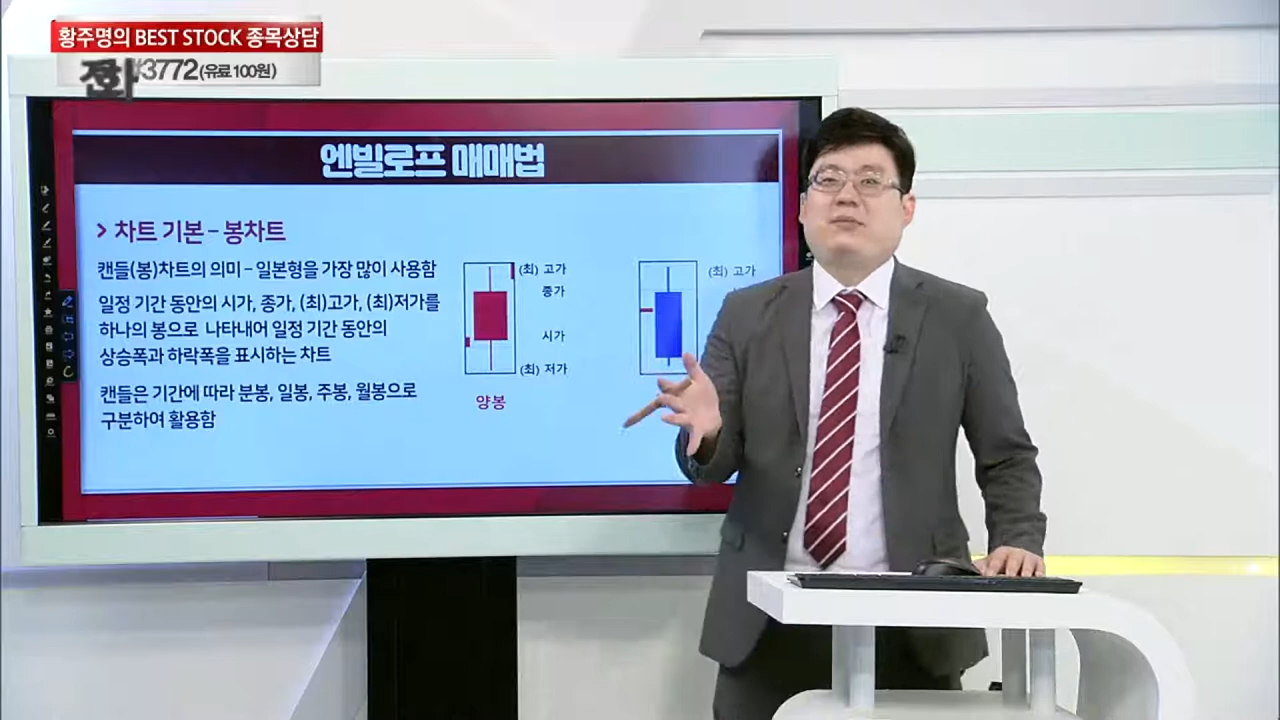 황주명의 BEST STOCK 종목상담
#3772(유료 100원)
엔빌로프 매매법
> 차트 기본 – 봉차트
캔들(봉)차트의 의미 – 일본형을 가장 많이 사용함
일정 기간 동안의 시가, 종가, (최)고가, (최)저가를
하나의 봉으로 나타내어 일정 기간 동안의
상승폭과 하락폭을 표시하는 차트
캔들은 기간에 따라 분봉, 일봉, 주봉, 월봉으로
구분하여 활용함
(최) 고가
종가
시가
(최) 저가
양봉
(최) 고가